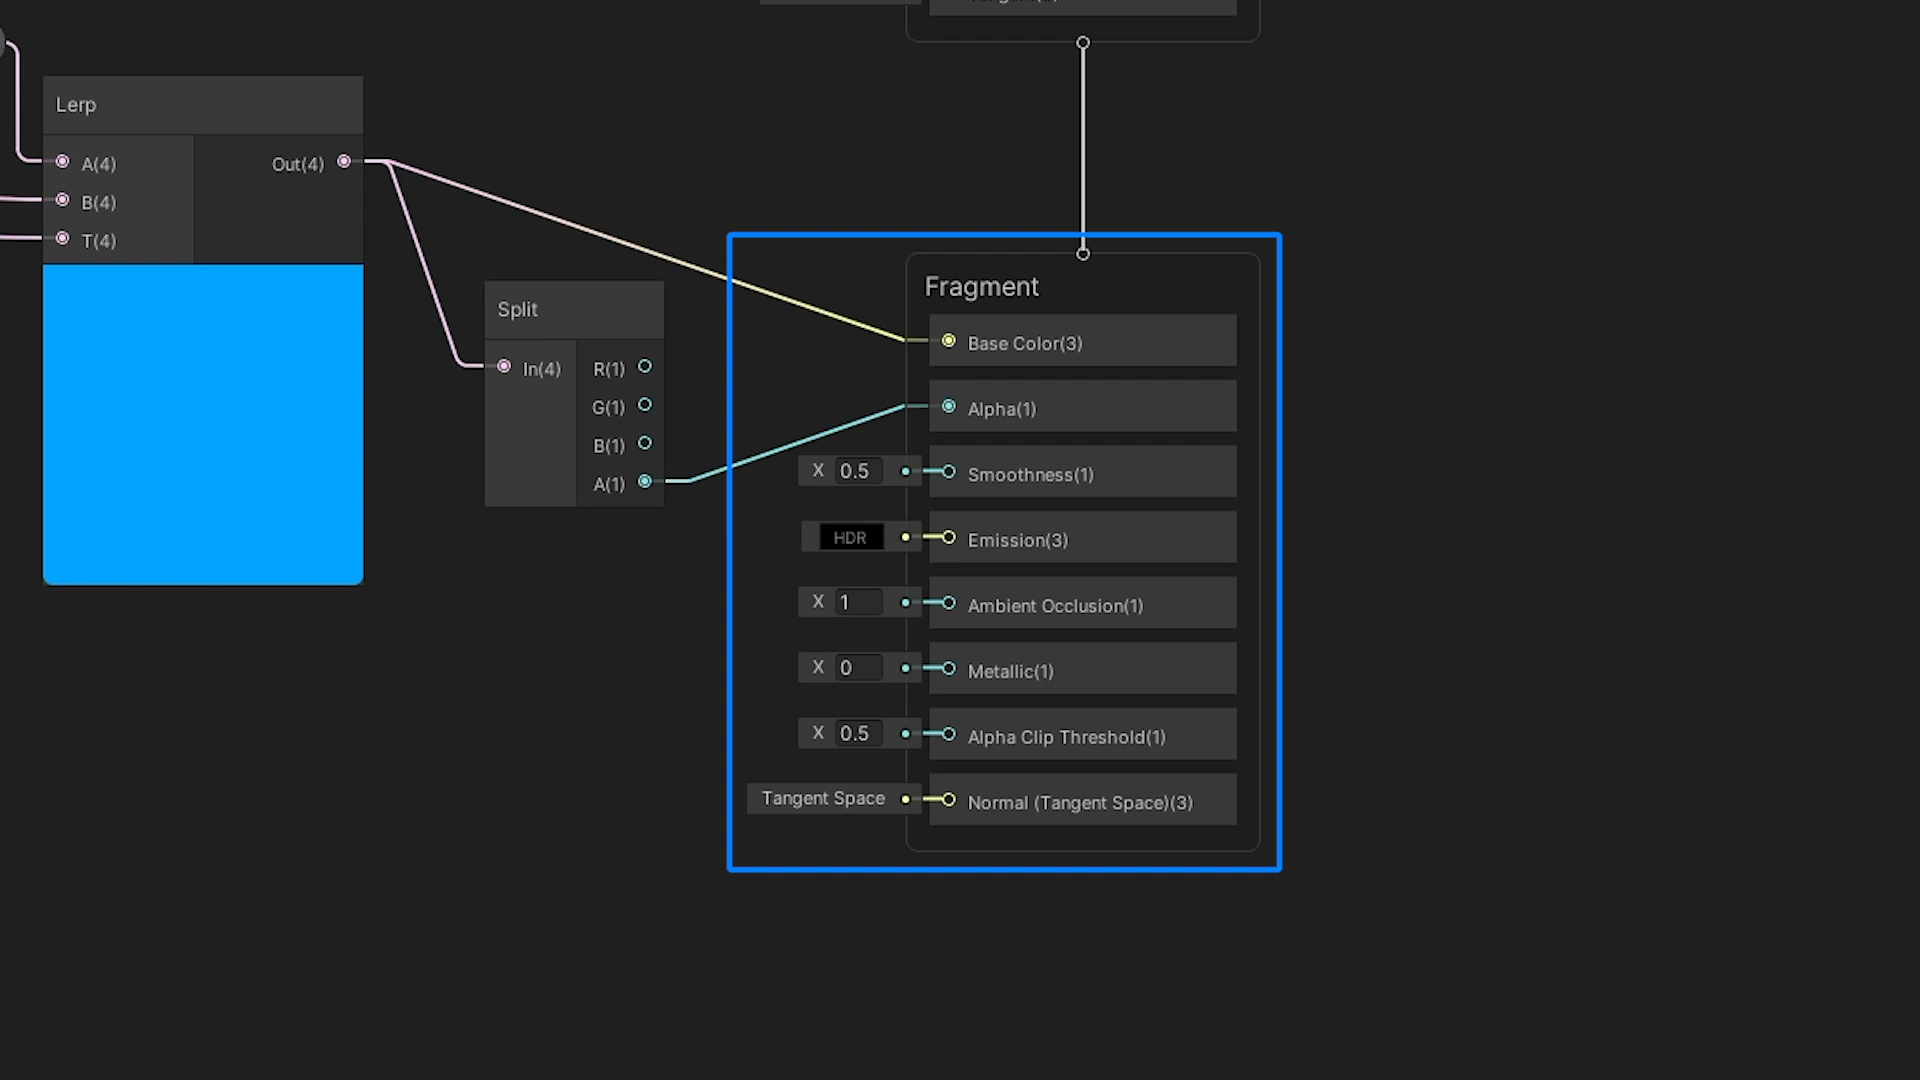 Lerp
A(4)
Out(4)
B(4)
T(4)
Split
In(4)
R(1)
G(1)
B(1)
A(1)
Fragment
Base Color(3)
Alpha(1)
X 0.5
Smoothness(1)
HDR
Emission(3)
X 1
Ambient Occlusion(1)
X 0
Metallic(1)
X 0.5
Alpha Clip Threshold(1)
Tangent Space
Normal (Tangent Space)(3)